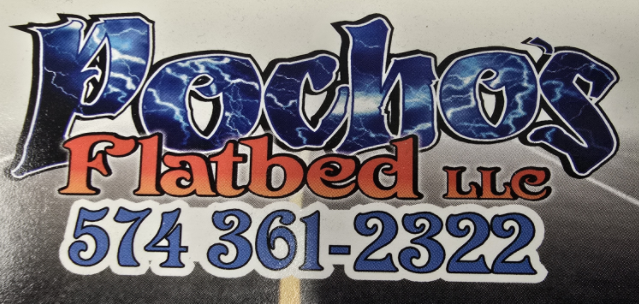 Pocho's
Flatbed LLC
574 361-2322